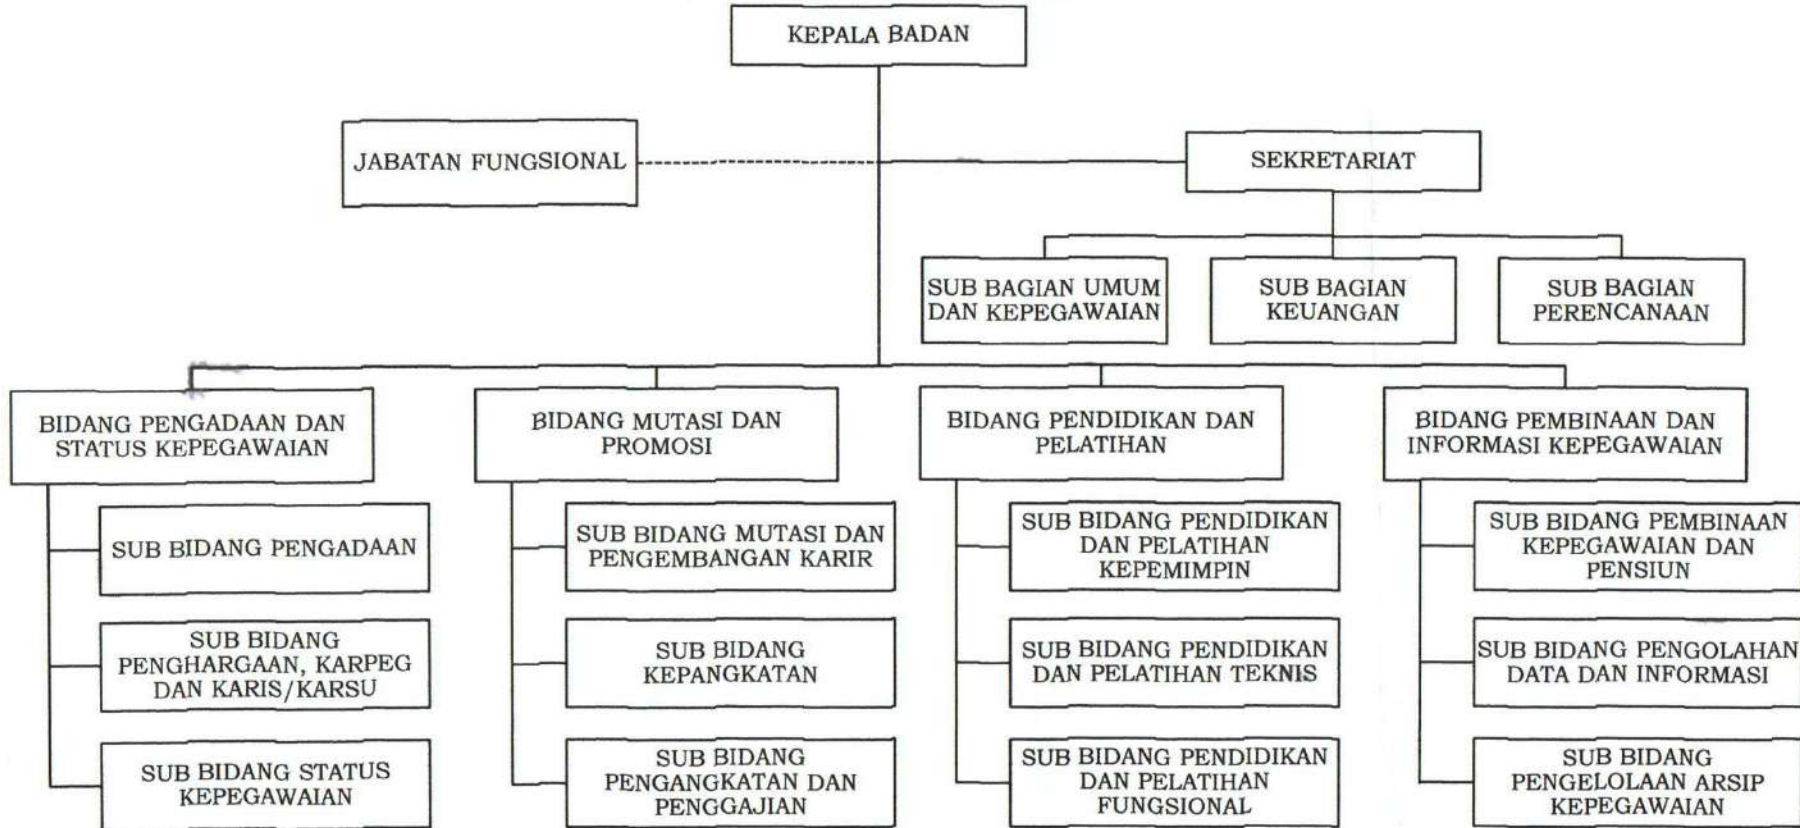 KEPALA BADAN
JABATAN FUNGSIONAL
SEKRETARIAT
SUB BAGIAN UMUM
DAN KEPEGAWAIAN
SUB BAGIAN
KEUANGAN
SUB BAGIAN
PERENCANAAN
BIDANG PENGADAAN DAN
STATUS KEPEGAWAIAN
BIDANG MUTASI DAN
PROMOSI
BIDANG PENDIDIKAN DAN
PELATIHAN
BIDANG PEMBINAAN DAN
INFORMASI KEPEGAWAIAN
SUB BIDANG PENGADAAN
SUB BIDANG
PENGHARGAAN, KARPEG
DAN KARIS/KARSU
SUB BIDANG STATUS
KEPEGAWAIAN
SUB BIDANG MUTASI DAN
PENGEMBANGAN KARIR
SUB BIDANG
KEPANGKATAN
SUB BIDANG
PENGANGKATAN DAN
PENGGAJIAN
SUB BIDANG PENDIDIKAN
DAN PELATIHAN
KEPEMIMPIN
SUB BIDANG PENDIDIKAN
DAN PELATIHAN TEKNIS
SUB BIDANG PENDIDIKAN
DAN PELATIHAN
FUNGSIONAL
SUB BIDANG PEMBINAAN
KEPEGAWAIAN DAN
PENSIUN
SUB BIDANG PENGOLAHAN
DATA DAN INFORMASI
SUB BIDANG
PENGELOLAAN ARSIP
KEPEGAWAIAN